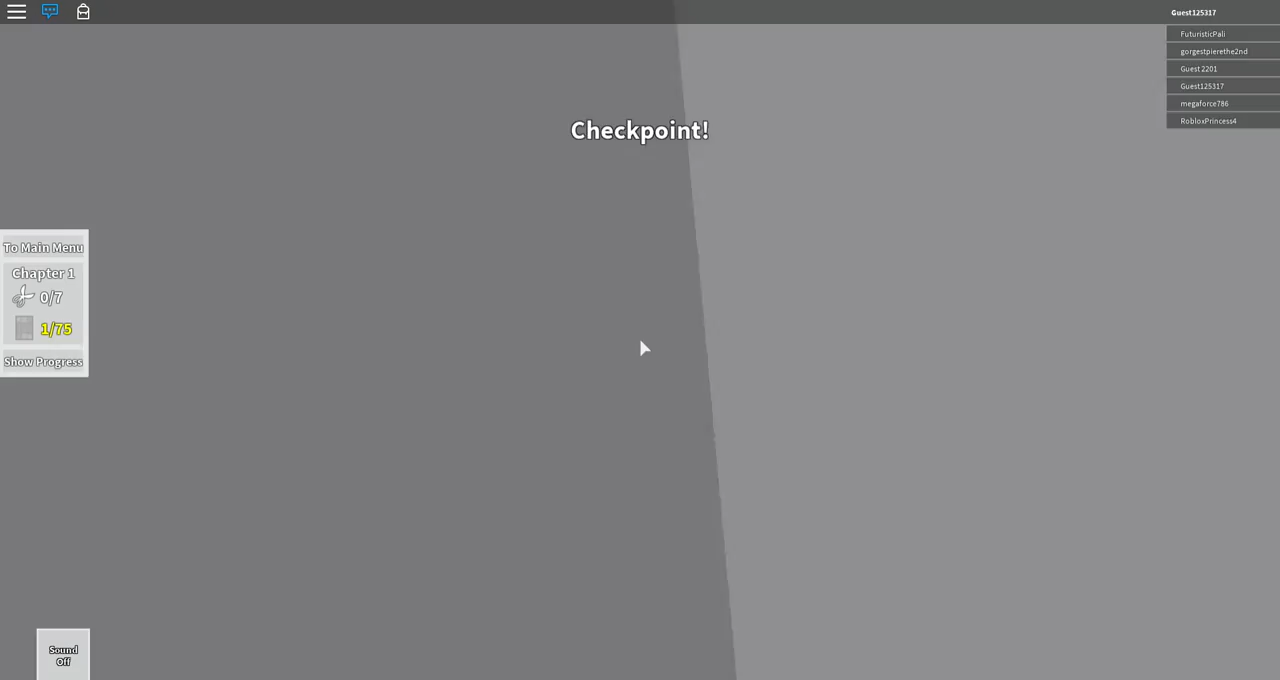 Guest125317
FuturisticPali
gorgestpierethe2nd
Guest 2201
Guest125317
megaforce786
RobloxPrincess4
Checkpoint!
To Main Menu
Chapter 1
0/7
1/75
Show Progress
Sound
Off